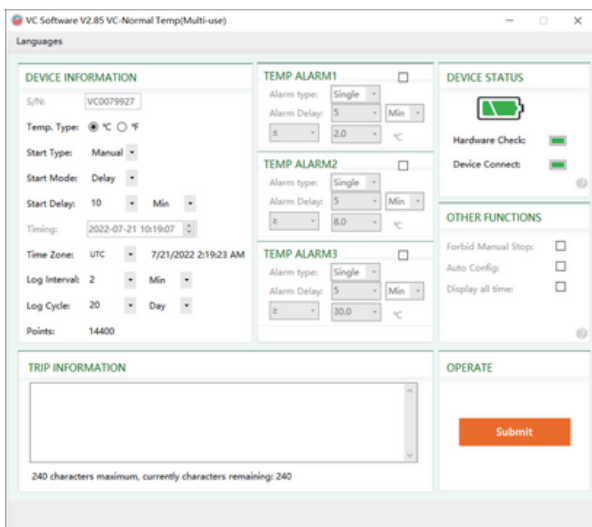 VC Software V2.85 VC-Normal Temp(Multi-use)
Languages
DEVICE INFORMATION
S/N: VC0079927
Temp. Type: ℃ ℉
Start Type: Manual
Start Mode: Delay
Start Delay: 10 Min
Timing: 2022-07-21 10:19:07
Time Zone: UTC 7/21/2022 2:19:23 AM
Log Interval: 2 Min
Log Cycle: 20 Day
Points: 14400
TEMP ALARM1
Alarm type: Single
Alarm Delay: 5 Min
≤ 2.0 ℃
TEMP ALARM2
Alarm type: Single
Alarm Delay: 5 Min
≥ 8.0 ℃
TEMP ALARM3
Alarm type: Single
Alarm Delay: 5 Min
≥ 30.0 ℃
DEVICE STATUS
Hardware Check:
Device Connect:
OTHER FUNCTIONS
Forbid Manual Stop:
Auto Config:
Display all time:
TRIP INFORMATION
240 characters maximum, currently characters remaining: 240
OPERATE
Submit